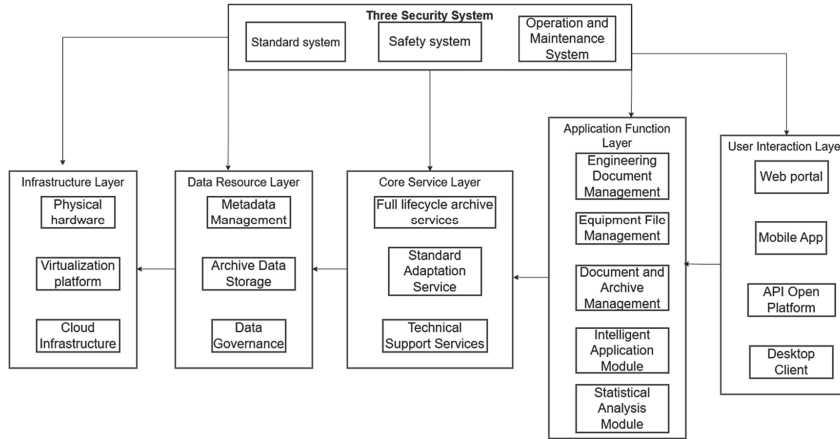 Three Security System
Standard system
Safety system
Operation and
Maintenance
System
Infrastructure Layer
Physical
hardware
Virtualization
platform
Cloud
Infrastructure
Data Resource Layer
Metadata
Management
Archive Data
Storage
Data
Governance
Core Service Layer
Full lifecycle archive
services
Standard
Adaptation
Service
Technical
Support Services
Application Function
Layer
Engineering
Document
Management
Equipment File
Management
Document and
Archive
Management
Intelligent
Application
Module
Statistical
Analysis
Module
User Interaction Layer
Web portal
Mobile App
API Open
Platform
Desktop
Client